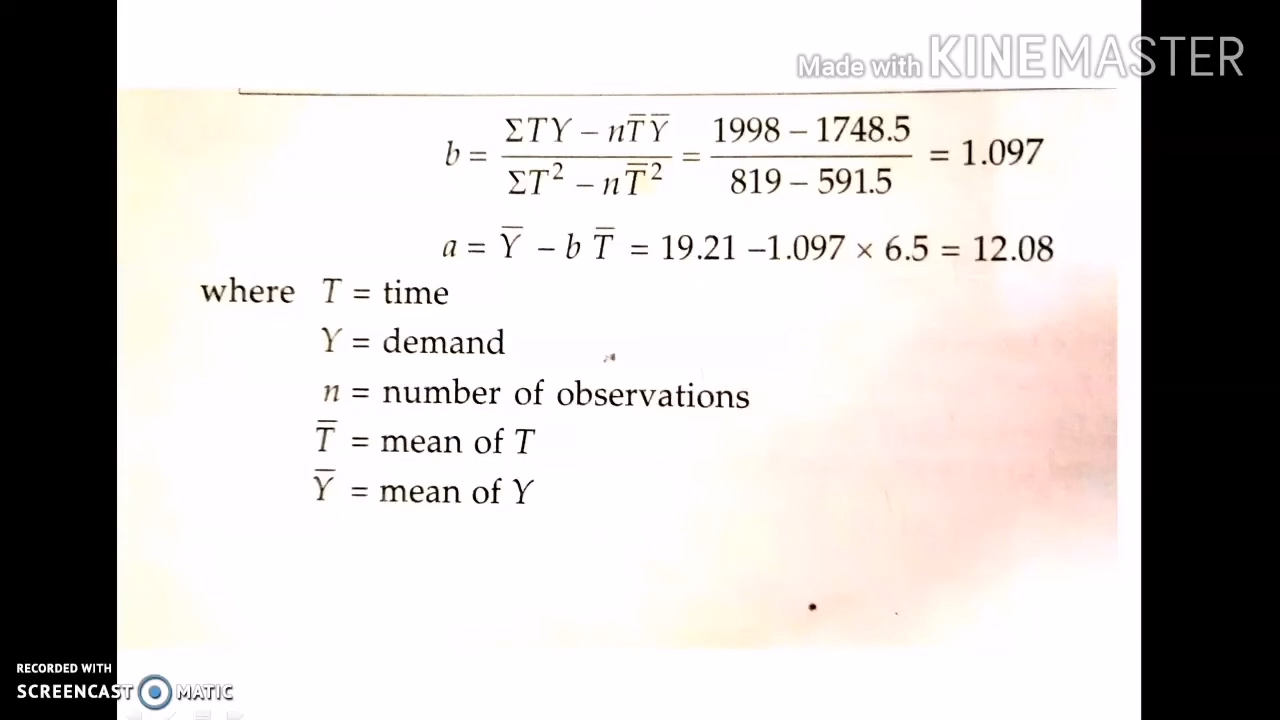 Made with KINEMASTER
b = ΣTY – nT̅Y̅ / ΣT² – nT̅² = 1998 – 1748.5 / 819 – 591.5 = 1.097
a = Y̅ – b T̅ = 19.21 –1.097 × 6.5 = 12.08
where T = time
Y = demand
n = number of observations
T̅ = mean of T
Y̅ = mean of Y
RECORDED WITH
SCREENCAST MATIC